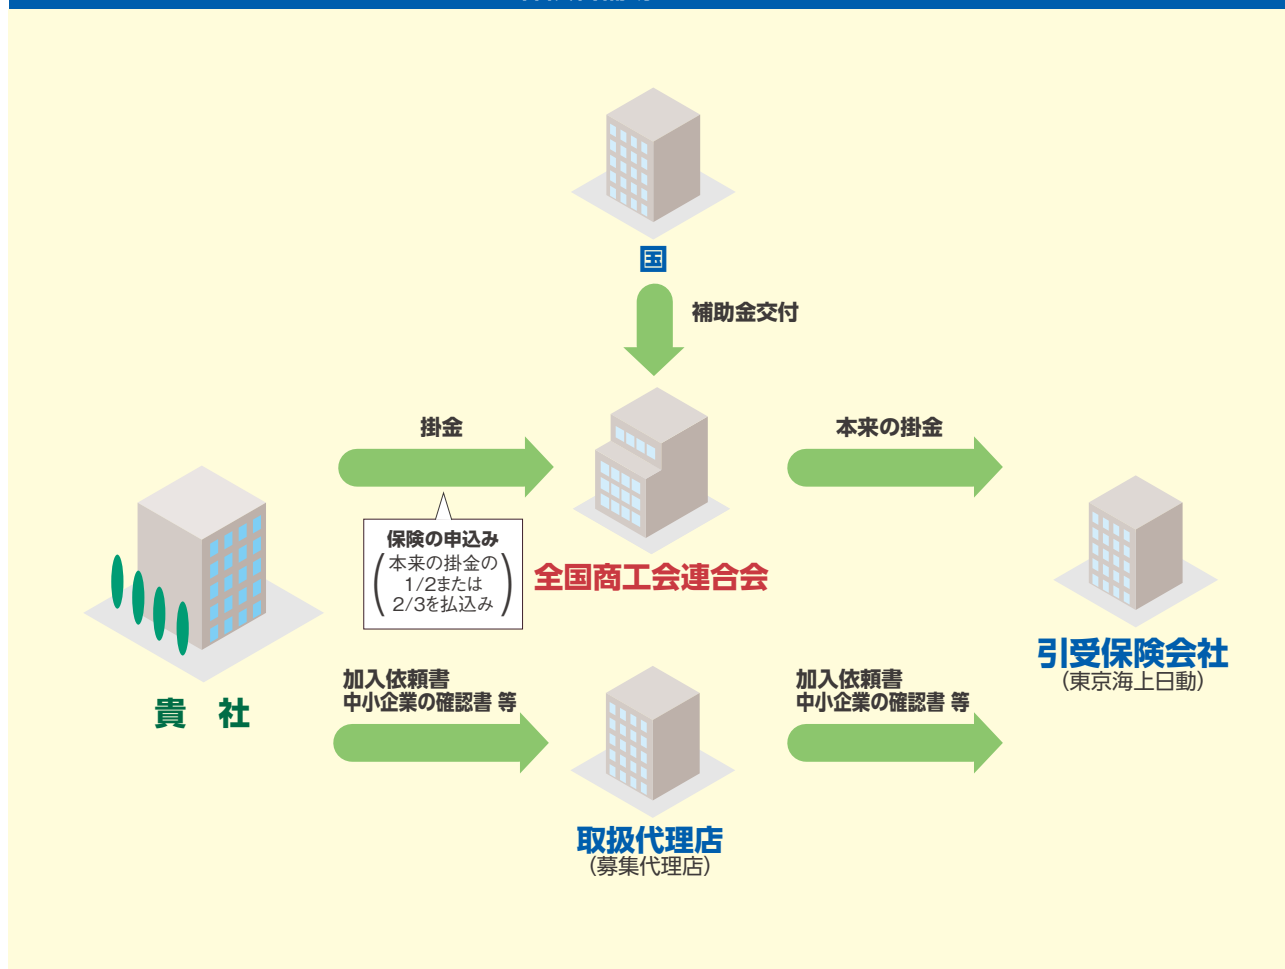 国
補助金交付
掛金
本来の掛金
保険の申込み
(本来の掛金の
1/2または
2/3を払込み)
全国商工会連合会
引受保険会社
(東京海上日動)
貴 社
加入依頼書
中小企業の確認書 等
加入依頼書
中小企業の確認書 等
取扱代理店
(募集代理店)